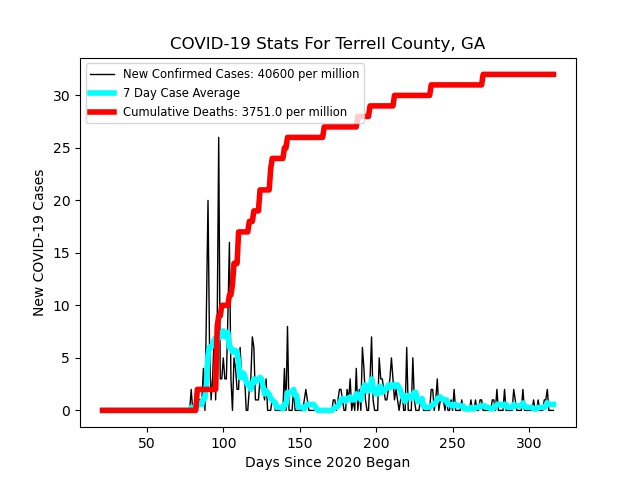 COVID-19 Stats For Terrell County, GA
New Confirmed Cases: 40600 per million
7 Day Case Average
Cumulative Deaths: 3751.0 per million
New COVID-19 Cases
30
25
20
15
10
5
0
50 100 150 200 250 300
Days Since 2020 Began